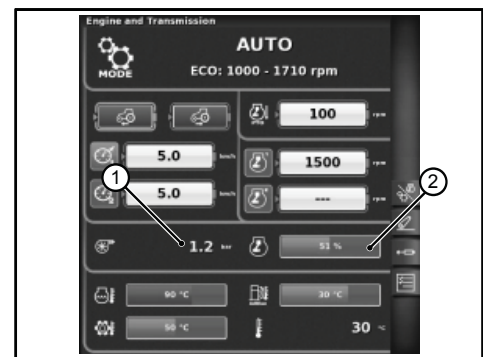 Engine and Transmission
AUTO
MODE
ECO: 1000 - 1710 rpm
100 rpm
5.0 km/h
1500 rpm
1
2
5.0 km/h
--- rpm
1.2 bar
51 %
90 °C
30 °C
50 °C
30 °C